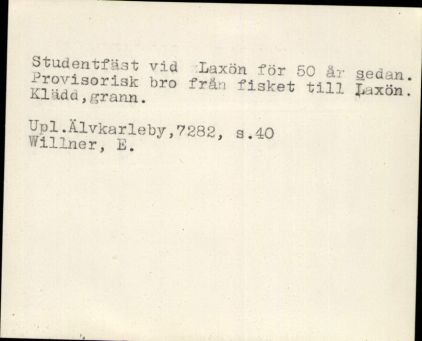 Studentfäst vid Laxön för 50 år sedan.
Provisorisk bro från fisket till Laxön.
Klädd,grann.
Upl.Älvkarleby,7282, s.40
Willner, E.